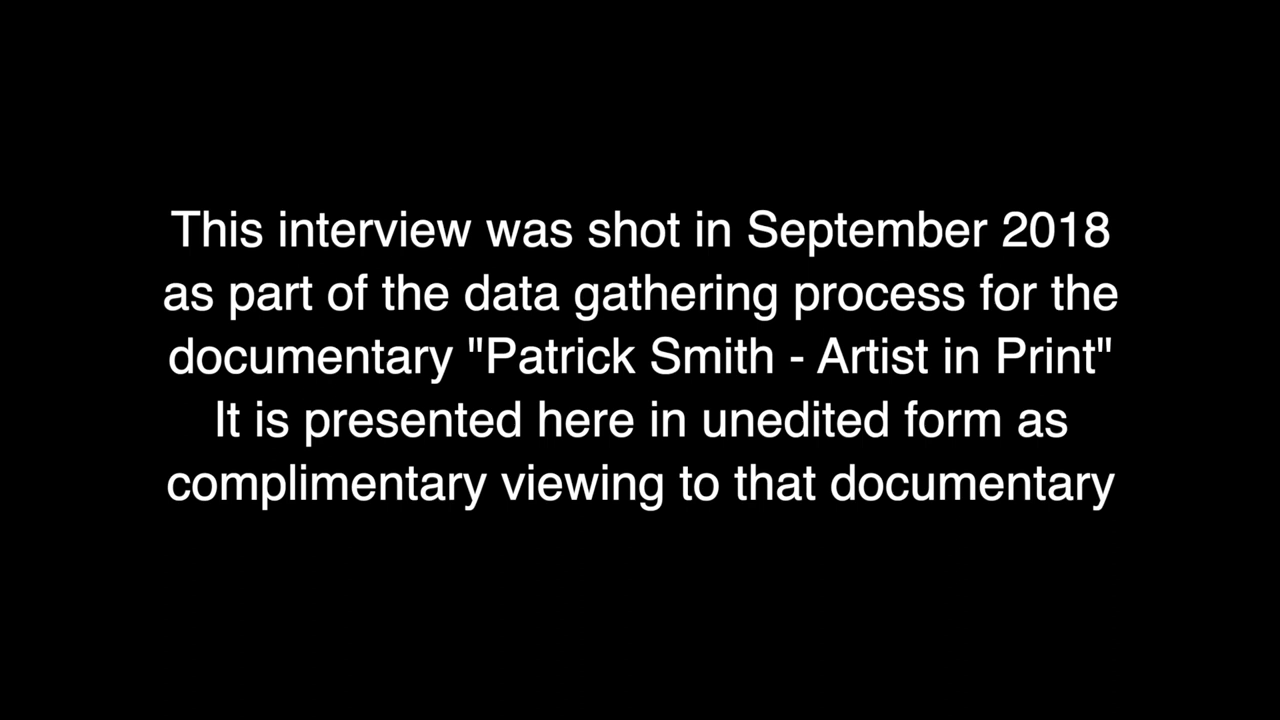 This interview was shot in September 2018
as part of the data gathering process for the
documentary "Patrick Smith - Artist in Print"
It is presented here in unedited form as
complimentary viewing to that documentary